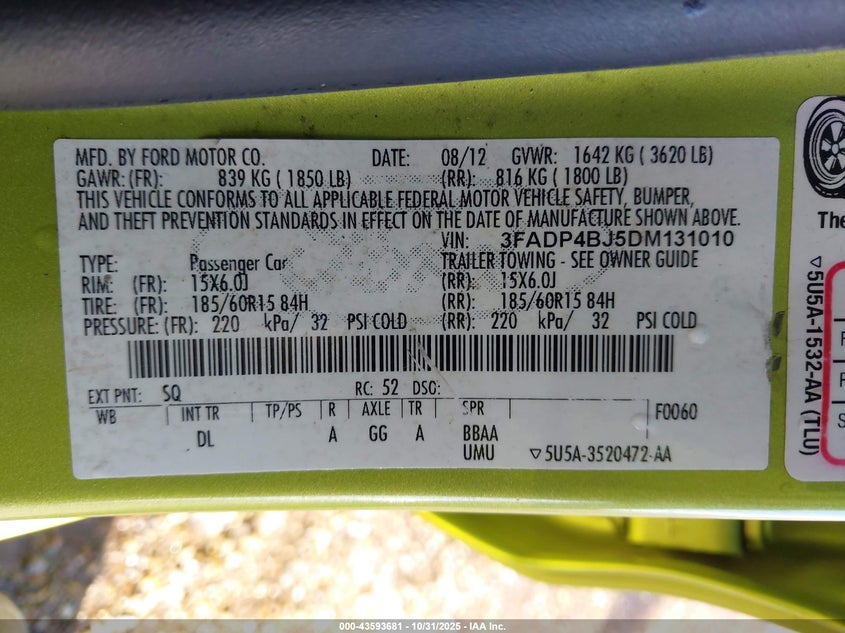 MFD. BY FORD MOTOR CO. DATE: 08/12 GVWR: 1642 KG ( 3620 LB)
GAWR: (FR): 839 KG ( 1850 LB) (RR): 816 KG ( 1800 LB)
THIS VEHICLE CONFORMS TO ALL APPLICABLE FEDERAL MOTOR VEHICLE SAFETY, BUMPER,
AND THEFT PREVENTION STANDARDS IN EFFECT ON THE DATE OF MANUFACTURE SHOWN ABOVE.
VIN: 3FADP4BJ5DM131010
TYPE: Passenger Car TRAILER TOWING - SEE OWNER GUIDE
RIM: (FR): 15X6.0J (RR): 15X6.0J
TIRE: (FR): 185/60R15 84H (RR): 185/60R15 84H
PRESSURE: (FR): 220 kPa/ 32 PSI COLD (RR): 220 kPa/ 32 PSI COLD
EXT PNT: SQ RC: 52 DSO:
WB INT TR TP/PS R AXLE TR SPR F0060
DL A GG A BBAA
UMU ▽5U5A-3520472-AA
The
▽5U5A-1532-AA (TLU)
F
F
S
000-43593681 - 10/31/2025 - IAA Inc.